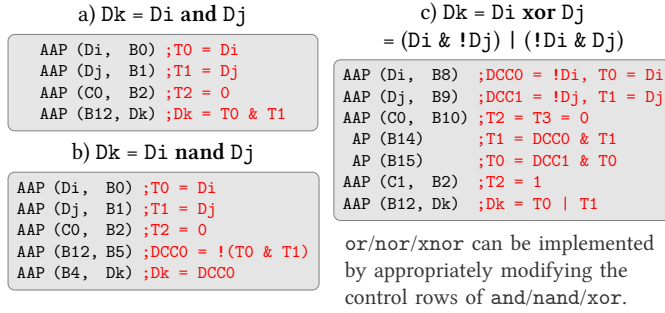 a) Dk = Di and Dj
AAP (Di, B0) ;T0 = Di
AAP (Dj, B1) ;T1 = Dj
AAP (C0, B2) ;T2 = 0
AAP (B12, Dk) ;Dk = T0 & T1
b) Dk = Di nand Dj
AAP (Di, B0) ;T0 = Di
AAP (Dj, B1) ;T1 = Dj
AAP (C0, B2) ;T2 = 0
AAP (B12, B5) ;DCC0 = !(T0 & T1)
AAP (B4, Dk) ;Dk = DCC0
c) Dk = Di xor Dj
= (Di & !Dj) | (!Di & Dj)
AAP (Di, B8) ;DCC0 = !Di, T0 = Di
AAP (Dj, B9) ;DCC1 = !Dj, T1 = Dj
AAP (C0, B10) ;T2 = T3 = 0
AP (B14) ;T1 = DCC0 & T1
AP (B15) ;T0 = DCC1 & T0
AAP (C1, B2) ;T2 = 1
AAP (B12, Dk) ;Dk = T0 | T1
or/nor/xnor can be implemented
by appropriately modifying the
control rows of and/nand/xor.